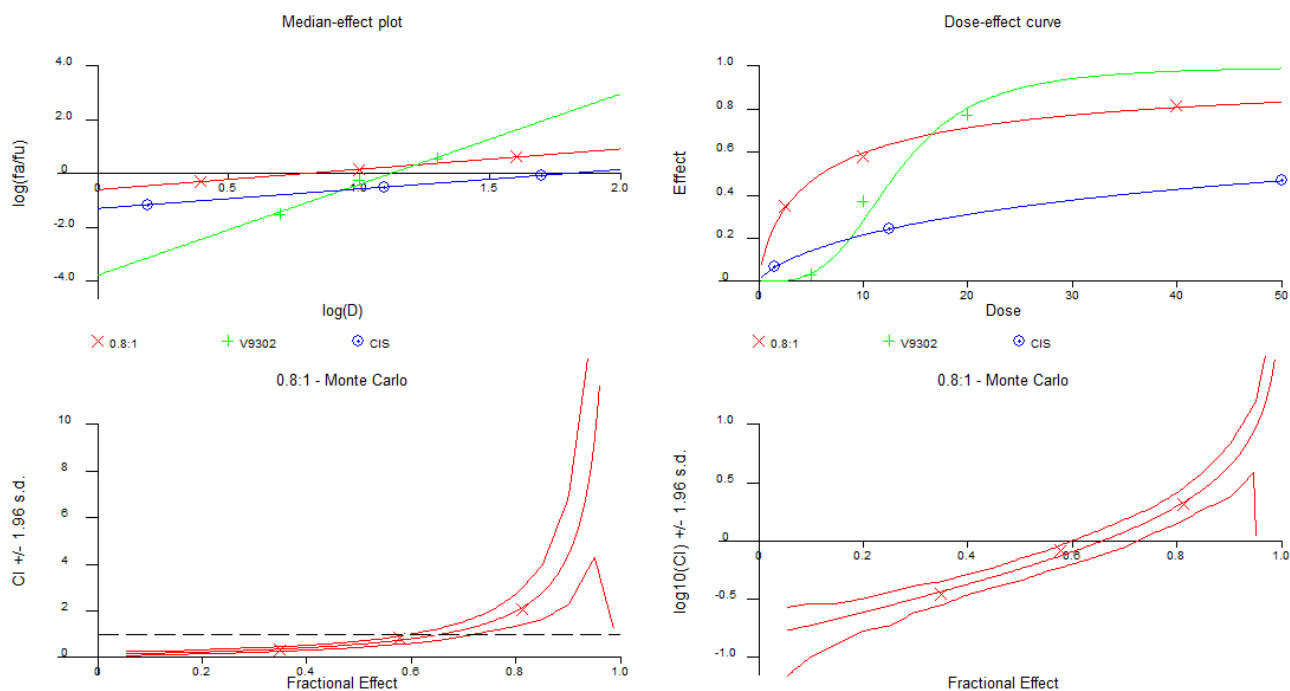 Median-effect plot
4.0
2.0
0
-2.0
-4.0
log(fa/fu)
0 0.5 1.0 1.5 2.0
log(D)
0.8:1 V9302 CIS
Dose-effect curve
1.0
0.8
0.6
0.4
0.2
0
Effect
0 10 20 30 40 50
Dose
0.8:1 V9302 CIS
0.8:1 - Monte Carlo
10
8
6
4
2
0
CI +/- 1.96 s.d.
0 0.2 0.4 0.6 0.8 1.0
Fractional Effect
0.8:1 - Monte Carlo
1.0
0.5
0
-0.5
-1.0
log10(CI) +/- 1.96 s.d.
0 0.2 0.4 0.6 0.8 1.0
Fractional Effect